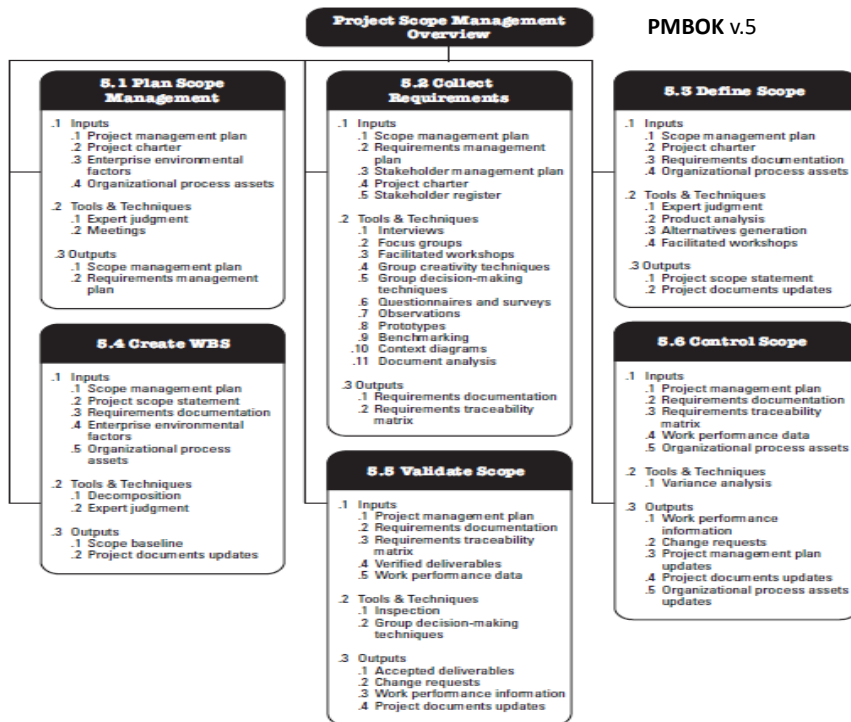 Project Scope Management
Overview
PMBOK v.5
5.1 Plan Scope
Management
.1 Inputs
.1 Project management plan
.2 Project charter
.3 Enterprise environmental
factors
.4 Organizational process assets
.2 Tools & Techniques
.1 Expert judgment
.2 Meetings
.3 Outputs
.1 Scope management plan
.2 Requirements management
plan
5.2 Collect
Requirements
.1 Inputs
.1 Scope management plan
.2 Requirements management
plan
.3 Stakeholder management plan
.4 Project charter
.5 Stakeholder register
.2 Tools & Techniques
.1 Interviews
.2 Focus groups
.3 Facilitated workshops
.4 Group creativity techniques
.5 Group decision-making
techniques
.6 Questionnaires and surveys
.7 Observations
.8 Prototypes
.9 Benchmarking
.10 Context diagrams
.11 Document analysis
.3 Outputs
.1 Requirements documentation
.2 Requirements traceability
matrix
5.3 Define Scope
.1 Inputs
.1 Scope management plan
.2 Project charter
.3 Requirements documentation
.4 Organizational process assets
.2 Tools & Techniques
.1 Expert judgment
.2 Product analysis
.3 Alternatives generation
.4 Facilitated workshops
.3 Outputs
.1 Project scope statement
.2 Project documents updates
5.4 Create WBS
.1 Inputs
.1 Scope management plan
.2 Project scope statement
.3 Requirements documentation
.4 Enterprise environmental
factors
.5 Organizational process
assets
.2 Tools & Techniques
.1 Decomposition
.2 Expert judgment
.3 Outputs
.1 Scope baseline
.2 Project documents updates
5.5 Validate Scope
.1 Inputs
.1 Project management plan
.2 Requirements documentation
.3 Requirements traceability
matrix
.4 Verified deliverables
.5 Work performance data
.2 Tools & Techniques
.1 Inspection
.2 Group decision-making
techniques
.3 Outputs
.1 Accepted deliverables
.2 Change requests
.3 Work performance information
.4 Project documents updates
5.6 Control Scope
.1 Inputs
.1 Project management plan
.2 Requirements documentation
.3 Requirements traceability
matrix
.4 Work performance data
.5 Organizational process assets
.2 Tools & Techniques
.1 Variance analysis
.3 Outputs
.1 Work performance
information
.2 Change requests
.3 Project management plan
updates
.4 Project documents updates
.5 Organizational process assets
updates